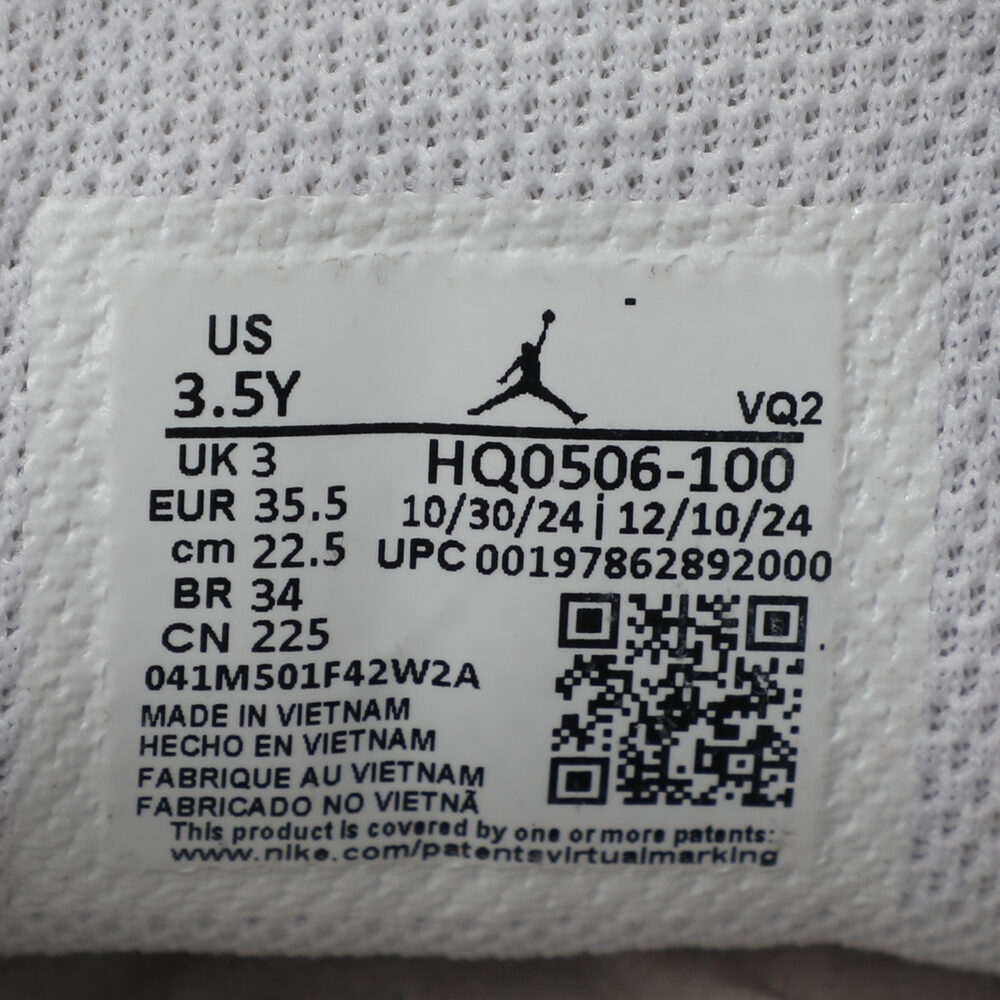 US
3.5Y
VQ2
UK 3
HQ0506-100
EUR 35.5
10/30/24 | 12/10/24
cm 22.5
UPC 00197862892000
BR 34
CN 225
041M501F42W2A
MADE IN VIETNAM
HECHO EN VIETNAM
FABRIQUE AU VIETNAM
FABRICADO NO VIETNÃ
This product is covered by one or more patents:
www.nike.com/patentsvirtualmarking